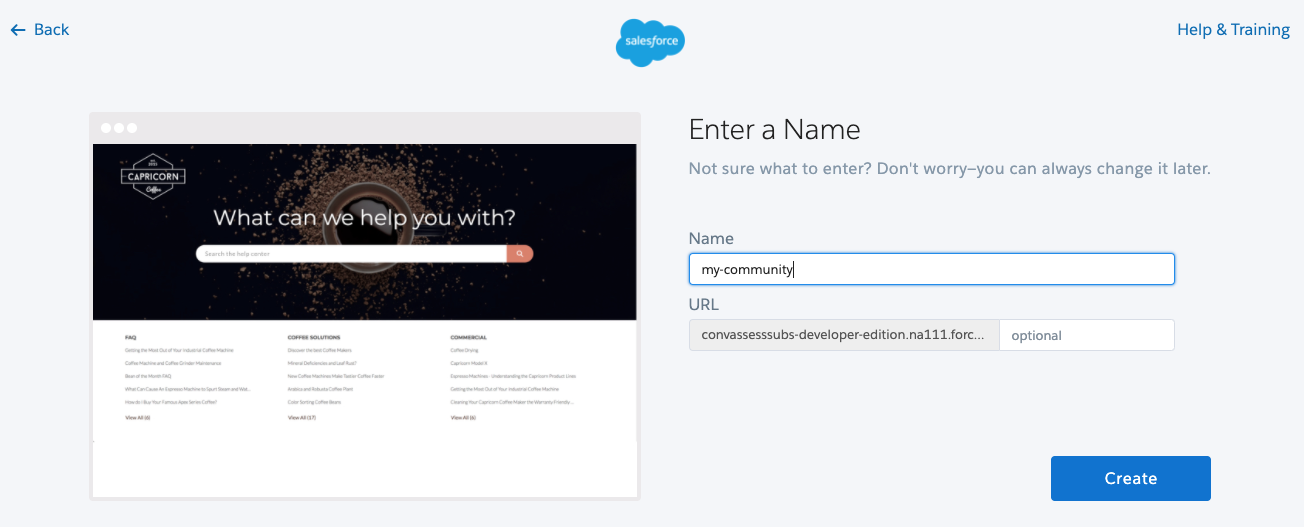 Back
salesforce
Help & Training
EST. 2021
CAPRICORN
Coffee
What can we help you with?
Search the help center
FAQ
Getting the Most Out of Your Industrial Coffee Machine
Coffee Machine and Coffee Grinder Maintenance
Bean of the Month FAQ
What Can Cause An Espresso Machine to Spurt Steam and Wat...
How do I Buy Your Famous Apex Series Coffee?
View All (6)
COFFEE SOLUTIONS
Discover the best Coffee Makers
Mineral Deficiencies and Leaf Rust?
New Coffee Machines Make Tastier Coffee Faster
Arabica and Robusta Coffee Plant
Color Sorting Coffee Beans
View All (17)
COMMERCIAL
Coffee Drying
Capricorn Model X
Espresso Machines - Understanding the Capricorn Product Lines
Getting the Most Out of Your Industrial Coffee Machine
Cleaning Your Capricorn Coffee Maker the Warranty-Friendly ...
View All (6)
Enter a Name
Not sure what to enter? Don't worry–you can always change it later.
Name
my-community
URL
convassesssubs-developer-edition.na111.forc...
optional
Create